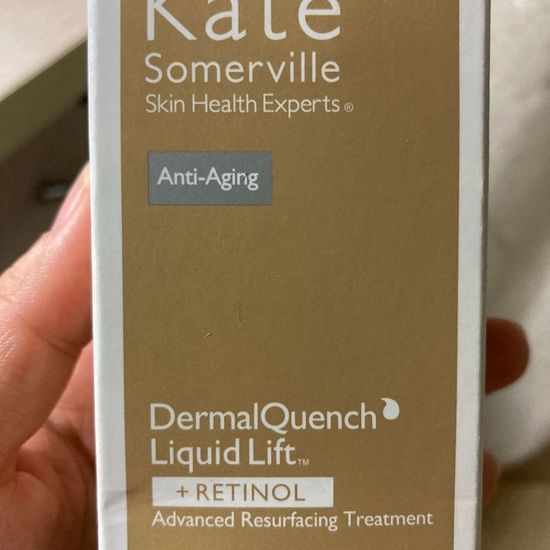 Kate
Somerville
Skin Health Experts®
Anti-Aging
DermalQuench
Liquid Lift™
+ RETINOL
Advanced Resurfacing Treatment